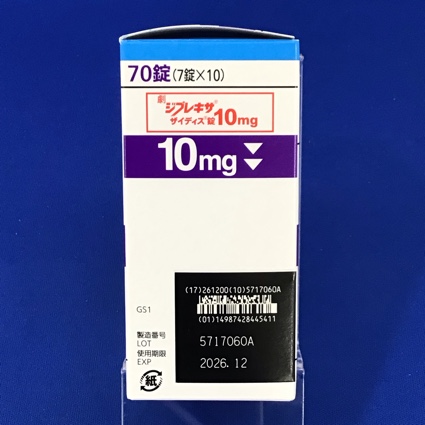 70錠(7錠×10)
劇 ジプレキサ®
ザイディス®錠10mg
10mg
(17)261200(10)5717060A
(01)14987428445411
GS1
製造番号
LOT
5717060A
使用期限
EXP
2026.12
紙